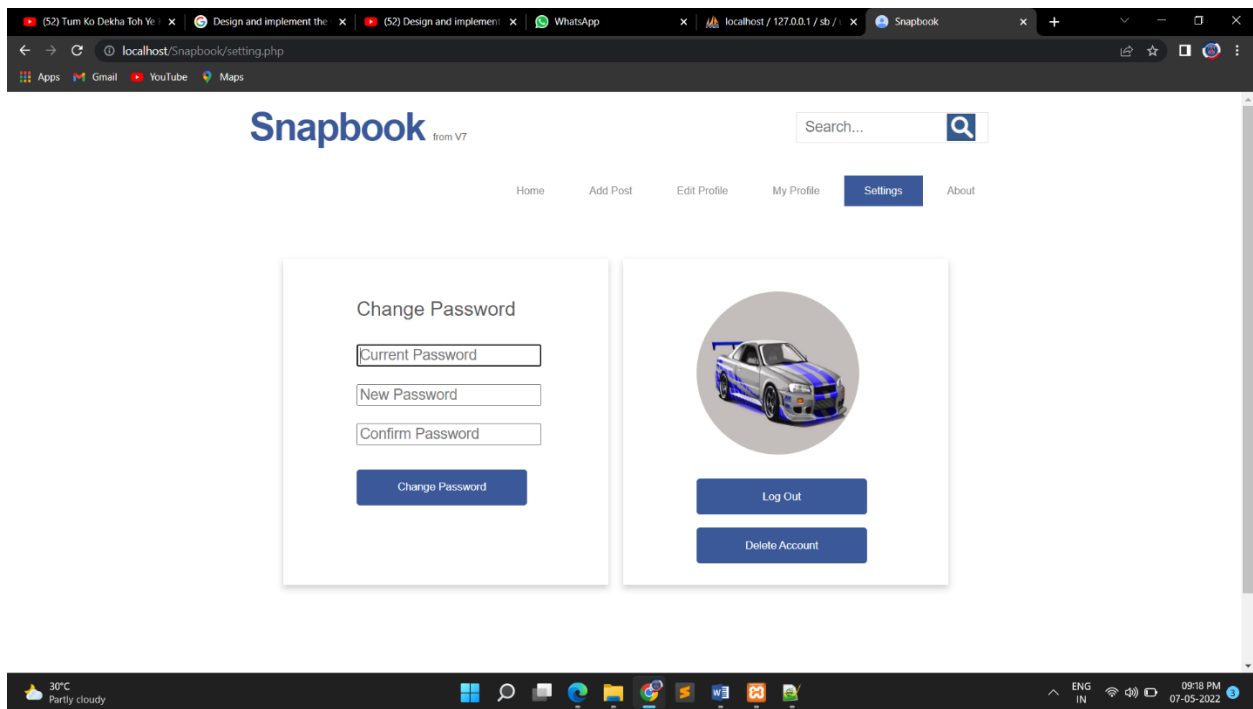 (52) Tum Ko Dekha Toh Ye
Design and implement the
(52) Design and implement
WhatsApp
localhost / 127.0.0.1 / sb /
Snapbook
localhost/Snapbook/setting.php
Apps Gmail YouTube Maps
Snapbook from V7
Search...
Home Add Post Edit Profile My Profile Settings About
Change Password
Current Password
New Password
Confirm Password
Change Password
Log Out
Delete Account
30°C
Partly cloudy
ENG
IN
09:18 PM
07-05-2022
3